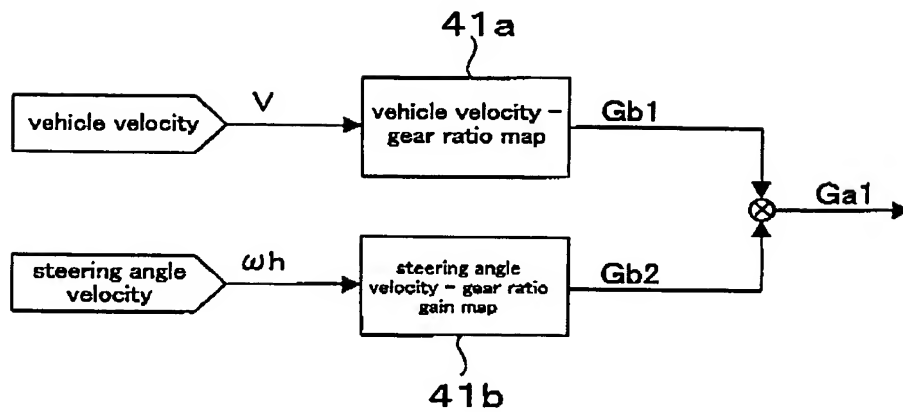 41a
vehicle velocity
V
vehicle velocity –
gear ratio map
Gb1
Ga1
steering angle
velocity
ωh
steering angle
velocity – gear ratio
gain map
Gb2
41b